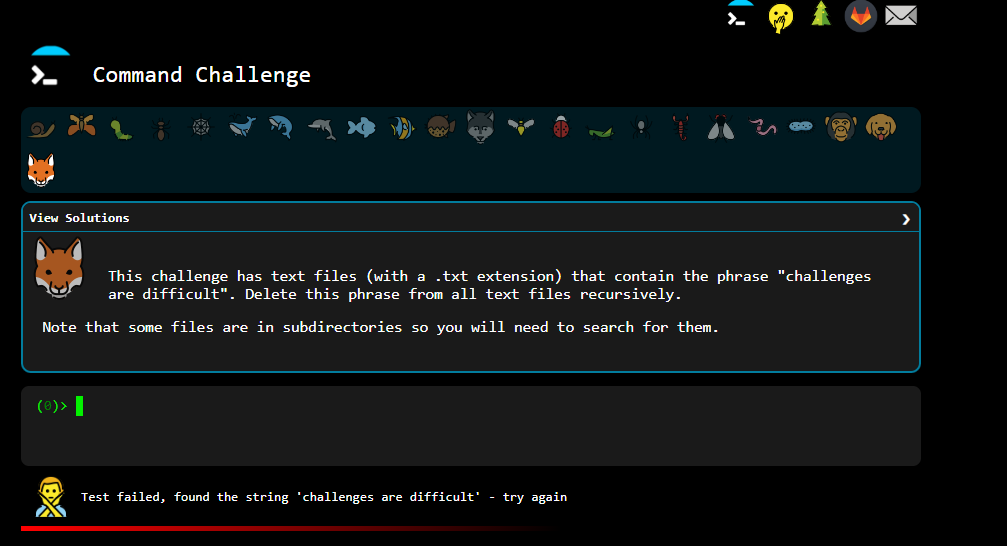 Command Challenge
View Solutions
This challenge has text files (with a .txt extension) that contain the phrase "challenges
are difficult". Delete this phrase from all text files recursively.
Note that some files are in subdirectories so you will need to search for them.
(0)>
Test failed, found the string 'challenges are difficult' - try again